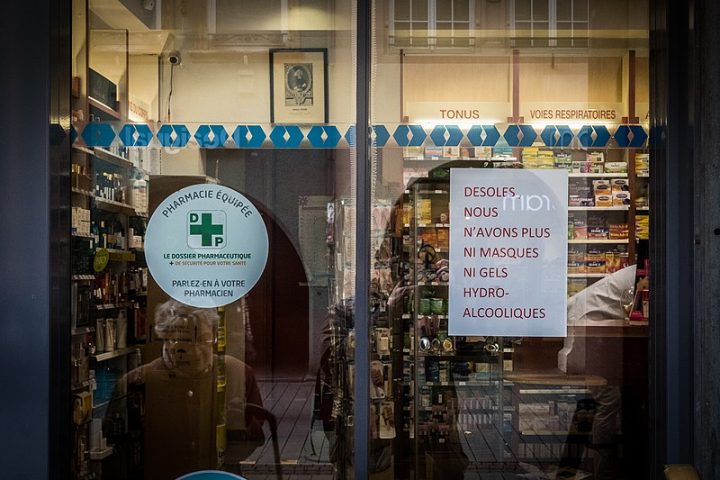 TONUS
VOIES RESPIRATOIRES
PHARMACIE ÉQUIPÉE
D
P
LE DOSSIER PHARMACEUTIQUE
+ DE SÉCURITÉ POUR VOTRE SANTÉ
PARLEZ-EN À VOTRE
PHARMACIEN
DESOLES
NOUS
N'AVONS PLUS
NI MASQUES
NI GELS
HYDRO-
ALCOOLIQUES